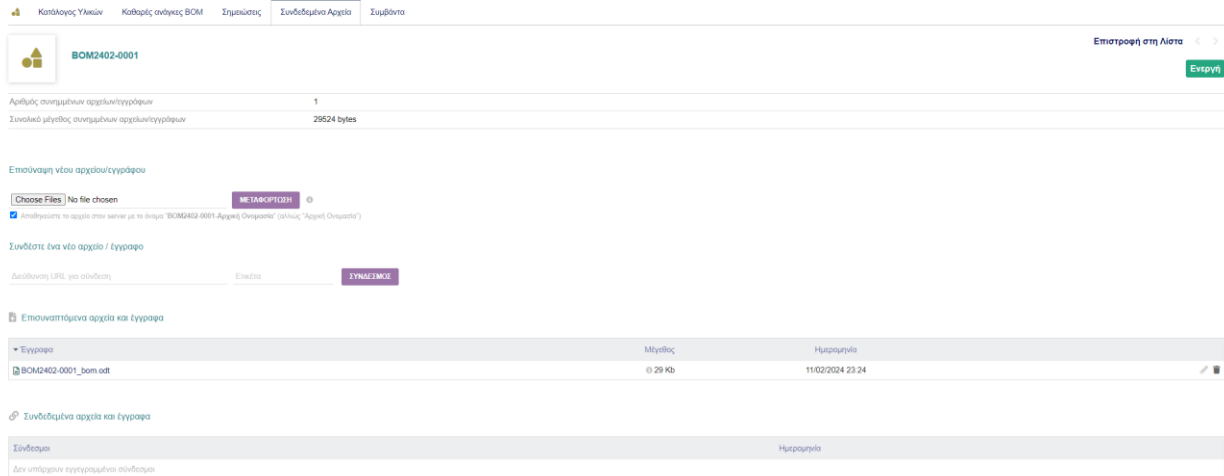 Κατάλογος Υλικών Καθαρές ανάγκες BOM Σημειώσεις Συνδεδεμένα Αρχεία Συμβάντα
Επιστροφή στη Λίστα < >
BOM2402-0001
Ενεργή
Αριθμός συνημμένων αρχείων/εγγράφων 1
Συνολικό μέγεθος συνημμένων αρχείων/εγγράφων 29524 bytes
Επισύναψη νέου αρχείου/εγγράφου
Choose Files No file chosen ΜΕΤΑΦΟΡΤΩΣΗ
Αποθηκεύστε το αρχείο στον server με το όνομα "BOM2402-0001-Αρχική Ονομασία" (αλλιώς "Αρχική Ονομασία")
Συνδέστε ένα νέο αρχείο / έγγραφο
Διεύθυνση URL για σύνδεση Ετικέτα ΣΥΝΔΕΣΜΟΣ
Επισυναπτόμενα αρχεία και έγγραφα
Έγγραφα Μέγεθος Ημερομηνία
BOM2402-0001_bom.odt 29 Kb 11/02/2024 23:24
Συνδεδεμένα αρχεία και έγγραφα
Σύνδεσμοι Ημερομηνία
Δεν υπάρχουν εγγεγραμμένοι σύνδεσμοι